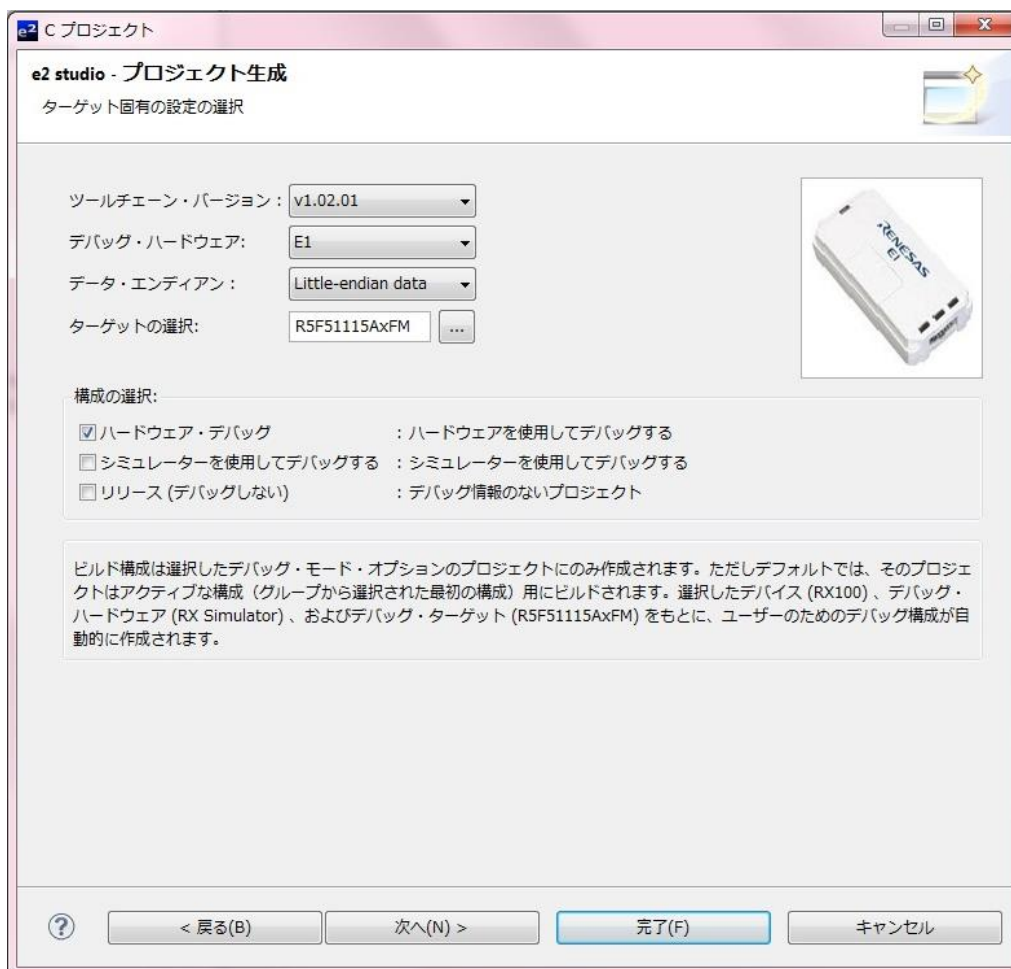 e² C プロジェクト
e2 studio - プロジェクト生成
ターゲット固有の設定の選択
ツールチェーン・バージョン : v1.02.01
デバッグ・ハードウェア: E1
データ・エンディアン : Little-endian data
ターゲットの選択: R5F51115AxFM ...
RENESAS
E1
構成の選択:
ハードウェア・デバッグ : ハードウェアを使用してデバッグする
シミュレーターを使用してデバッグする : シミュレーターを使用してデバッグする
リリース (デバッグしない) : デバッグ情報のないプロジェクト
ビルド構成は選択したデバッグ・モード・オプションのプロジェクトにのみ作成されます。ただしデフォルトでは、そのプロジェ
クトはアクティブな構成（グループから選択された最初の構成）用にビルドされます。選択したデバイス (RX100) 、デバッグ・
ハードウェア (RX Simulator) 、およびデバッグ・ターゲット (R5F51115AxFM) をもとに、ユーザーのためのデバッグ構成が自
動的に作成されます。
? < 戻る(B) 次へ(N) > 完了(F) キャンセル